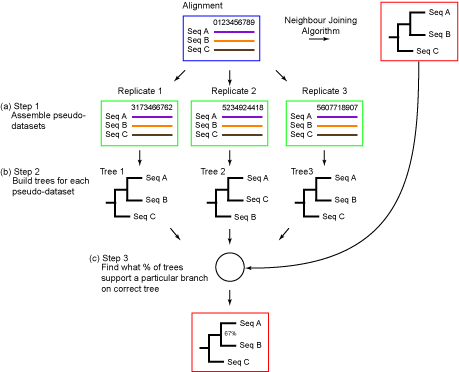 Alignment
0123456789
Seq A
Seq B
Seq C
Neighbour Joining
Algorithm
Seq A
Seq B
Seq C
Replicate 1
Replicate 2
Replicate 3
(a) Step 1
Assemble pseudo-
datasets
3173466762
Seq A
Seq B
Seq C
5234924418
Seq A
Seq B
Seq C
5607718907
Seq A
Seq B
Seq C
(b) Step 2
Build trees for each
pseudo-dataset
Tree 1
Seq A
Seq B
Seq C
Tree 2
Seq A
Seq C
Seq B
Tree3
Seq A
Seq B
Seq C
(c) Step 3
Find what % of trees
support a particular branch
on correct tree
Seq A
67%
Seq B
Seq C